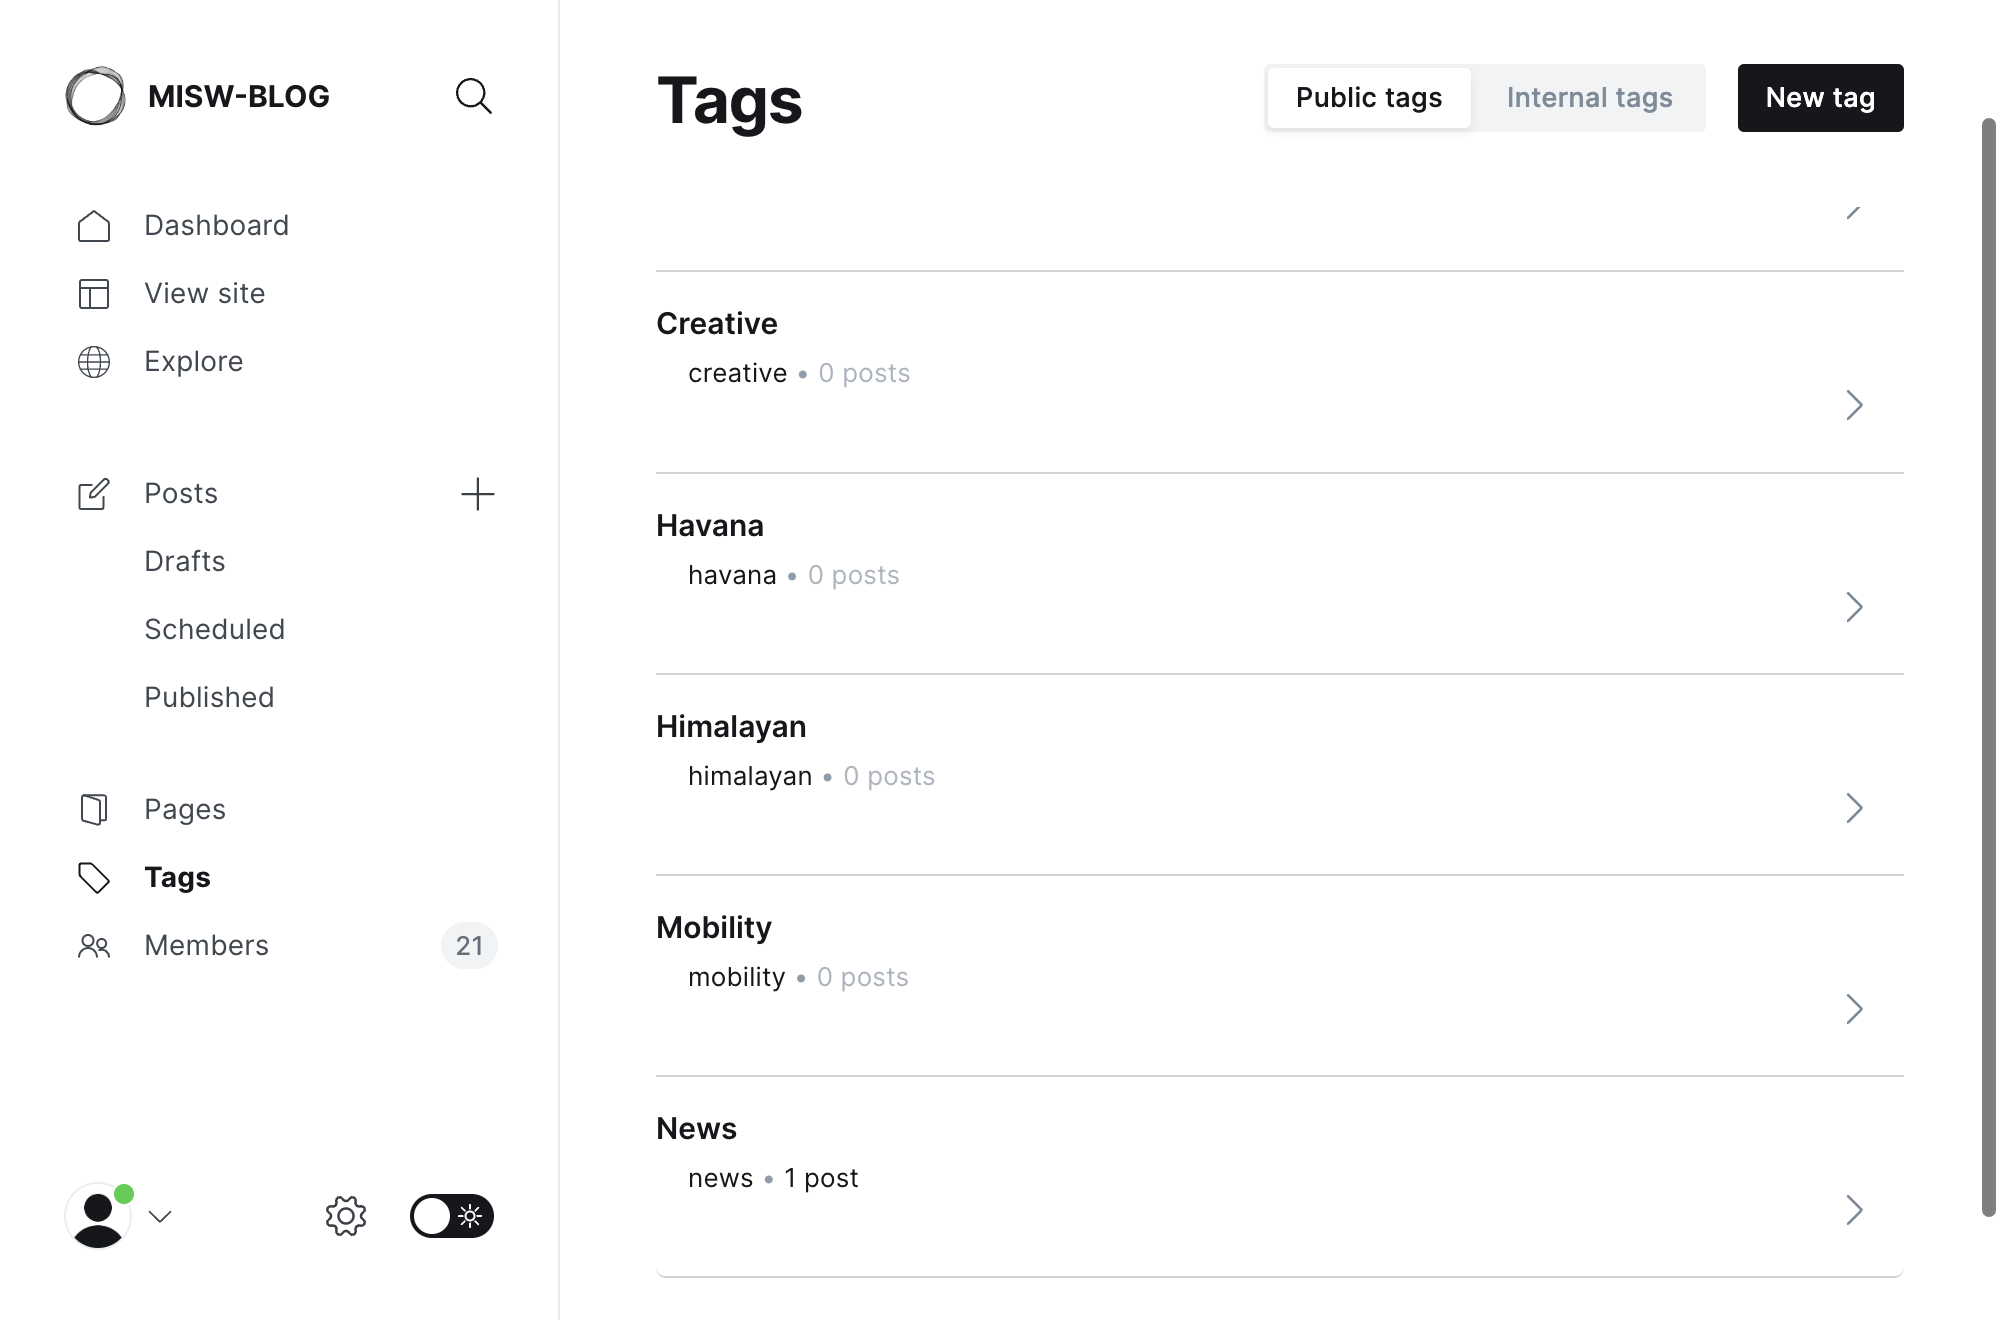 MISW-BLOG
Dashboard
View site
Explore
Posts
Drafts
Scheduled
Published
Pages
Tags
Members 21
Tags
Public tags Internal tags New tag
Creative
creative • 0 posts
Havana
havana • 0 posts
Himalayan
himalayan • 0 posts
Mobility
mobility • 0 posts
News
news • 1 post